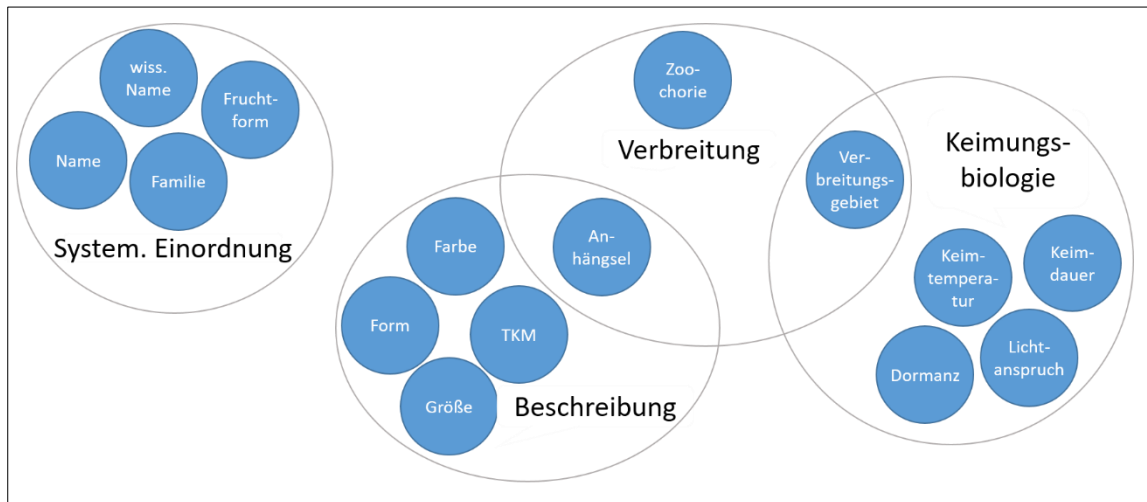 wiss.
Name
Frucht-
form
Name
Familie
System. Einordnung
Zoo-
chorie
Verbreitung
Ver-
breitungs-
gebiet
Keimungs-
biologie
Farbe
An-
hängsel
Form
TKM
Größe
Beschreibung
Keim-
tempera-
tur
Keim-
dauer
Dormanz
Licht-
anspruch